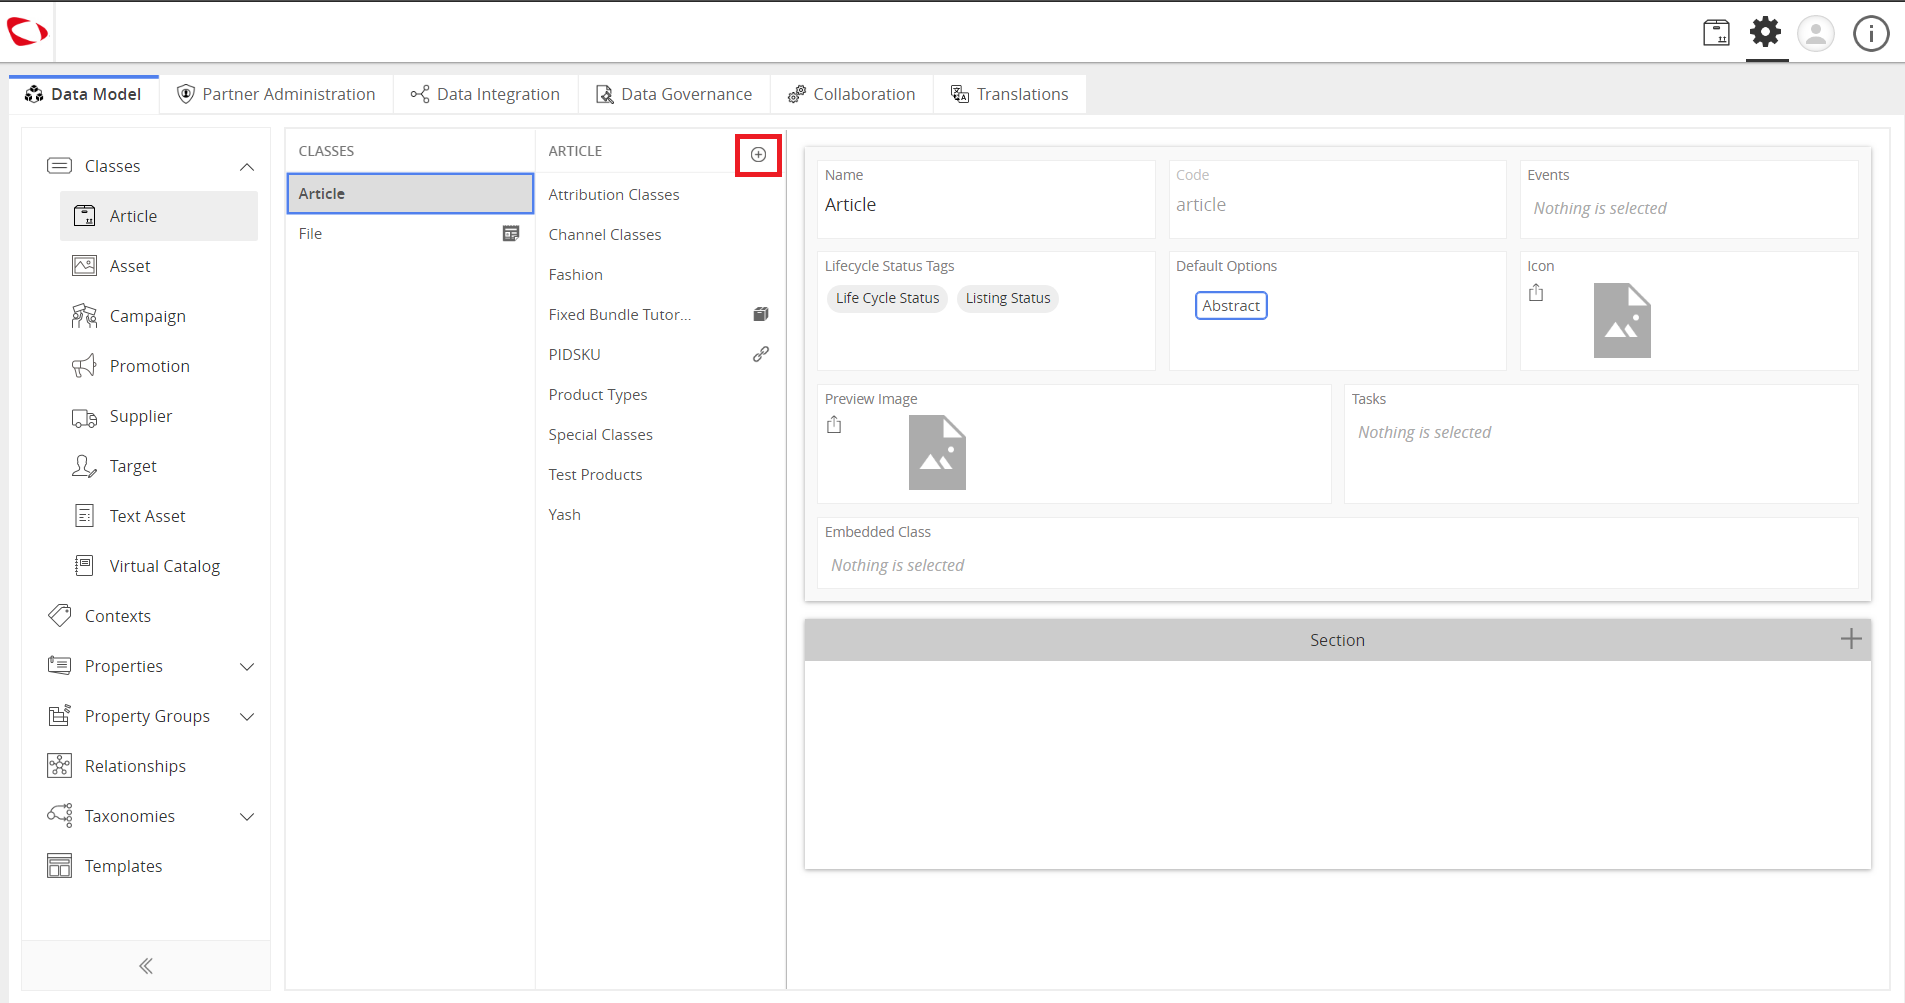 Data Model
Partner Administration
Data Integration
Data Governance
Collaboration
Translations
Classes
Article
Asset
Campaign
Promotion
Supplier
Target
Text Asset
Virtual Catalog
Contexts
Properties
Property Groups
Relationships
Taxonomies
Templates
CLASSES
Article
File
ARTICLE
Attribution Classes
Channel Classes
Fashion
Fixed Bundle Tutor...
PIDSKU
Product Types
Special Classes
Test Products
Yash
Name
Article
Code
article
Events
Nothing is selected
Lifecycle Status Tags
Life Cycle Status
Listing Status
Default Options
Abstract
Icon
Preview Image
Tasks
Nothing is selected
Embedded Class
Nothing is selected
Section